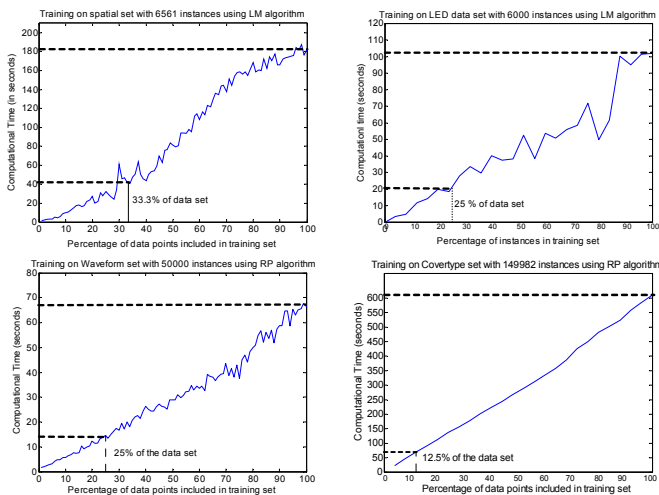 Training on spatial set with 6561 instances using LM algorithm
200
180
160
140
120
100
80
60
40
20
0
Computational Time (in seconds)
33.3% of data set
0 10 20 30 40 50 60 70 80 90 100
Percentage of data points included in training set
Training on LED data set with 6000 instances using LM algorithm
120
110
100
90
80
70
60
50
40
30
20
10
0
Computationl time (seconds)
25 % of data set
0 10 20 30 40 50 60 70 80 90 100
Percentage of instances in training set
Training on Waveform set with 50000 instances using RP algorithm
80
70
60
50
40
30
20
10
0
Computational Time (seconds)
25% of the data set
0 10 20 30 40 50 60 70 80 90 100
Percentage of data points included in training set
Training on Covertype set with 149982 instances using RP algorithm
600
550
500
450
400
350
300
250
200
150
100
50
0
Computational Time (seconds)
12.5% of the data set
0 10 20 30 40 50 60 70 80 90 100
Percentage of data points included in training set